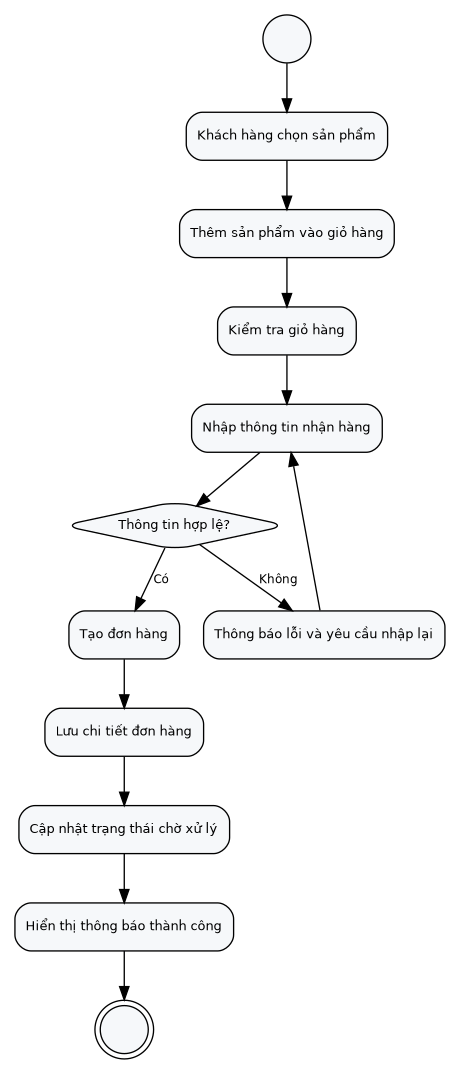 Khách hàng chọn sản phẩm
Thêm sản phẩm vào giỏ hàng
Kiểm tra giỏ hàng
Nhập thông tin nhận hàng
Thông tin hợp lệ?
Có
Không
Tạo đơn hàng
Thông báo lỗi và yêu cầu nhập lại
Lưu chi tiết đơn hàng
Cập nhật trạng thái chờ xử lý
Hiển thị thông báo thành công